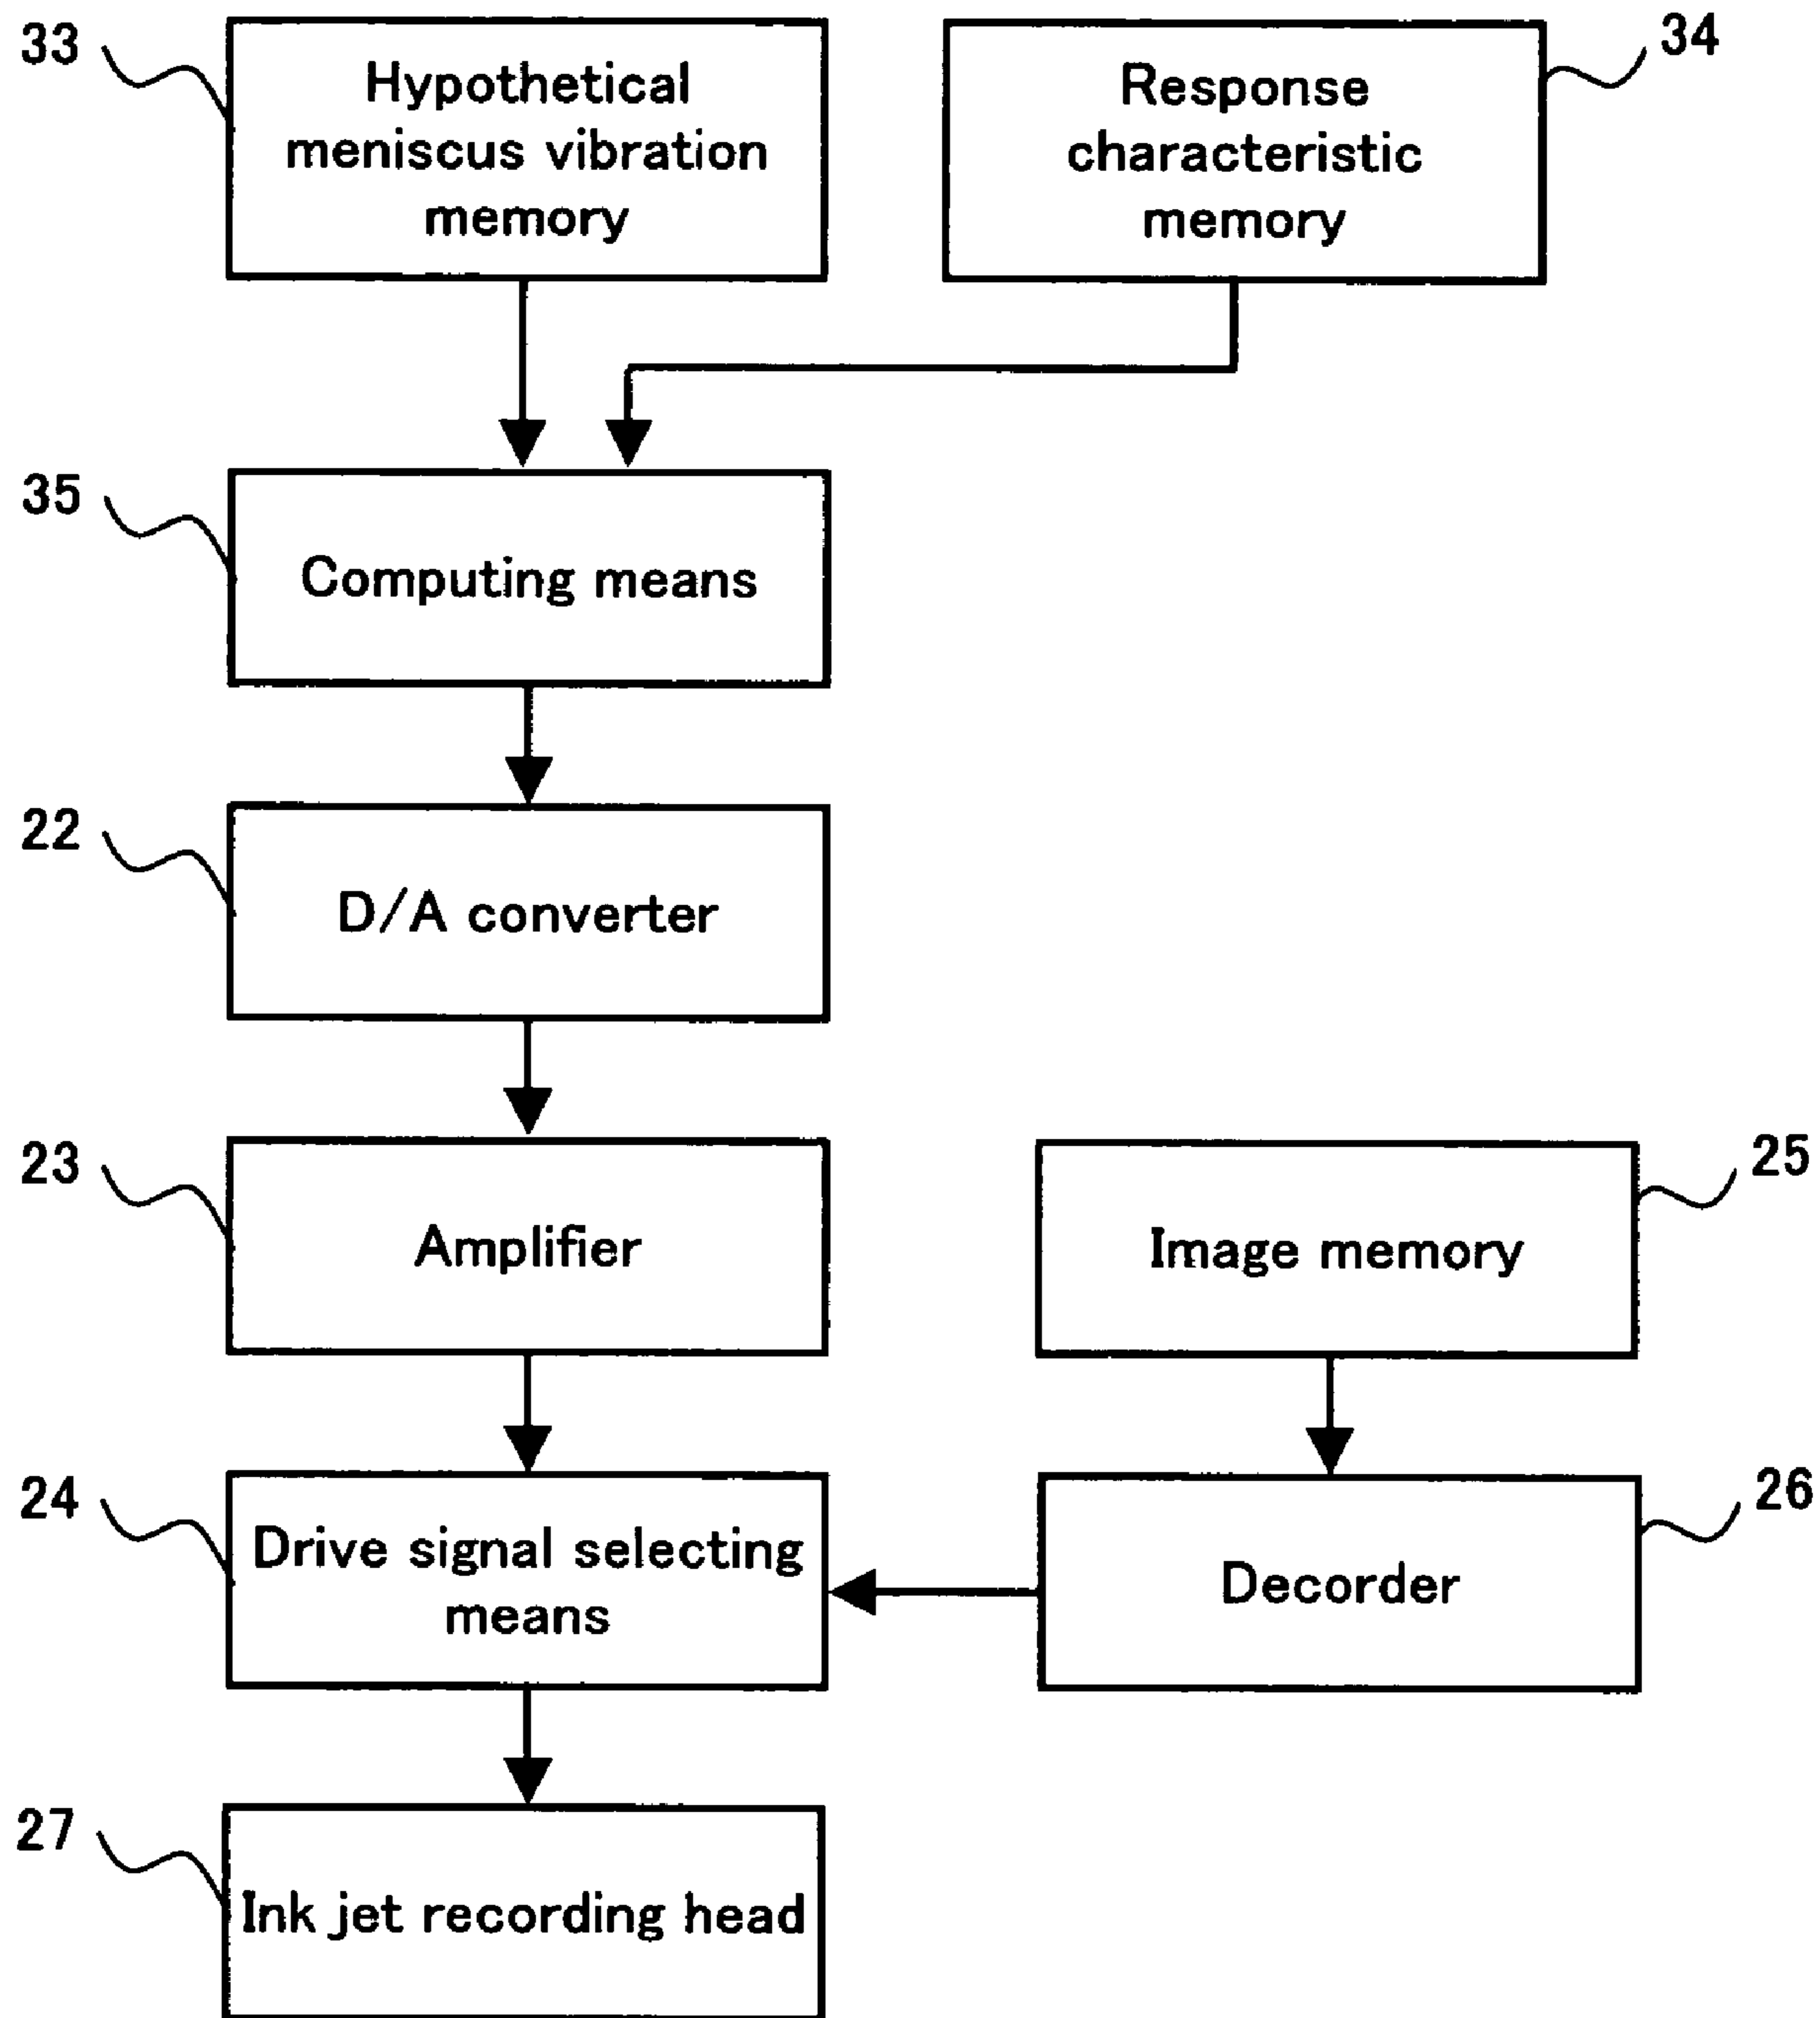 33
Hypothetical
meniscus vibration
memory
34
Response
characteristic
memory
35
Computing means
22
D/A converter
23
Amplifier
25
Image memory
24
Drive signal selecting
means
26
Decorder
27
Ink jet recording head